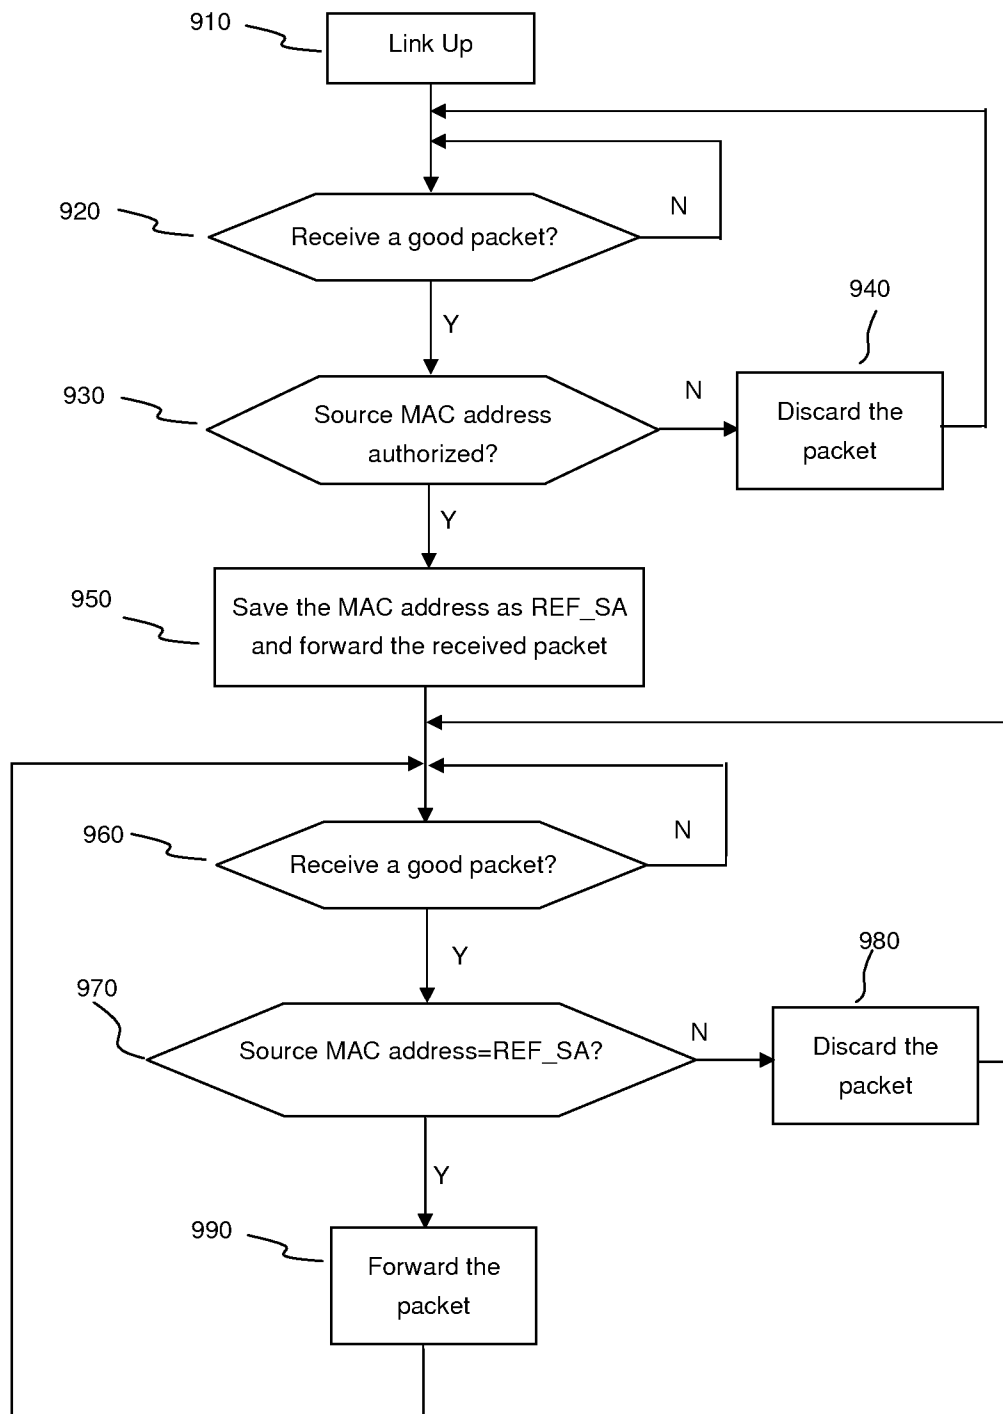 910
Link Up
920
Receive a good packet?
N
Y
940
930
Source MAC address
authorized?
N
Discard the
packet
Y
950
Save the MAC address as REF_SA
and forward the received packet
960
Receive a good packet?
N
Y
980
970
Source MAC address=REF_SA?
N
Discard the
packet
Y
990
Forward the
packet